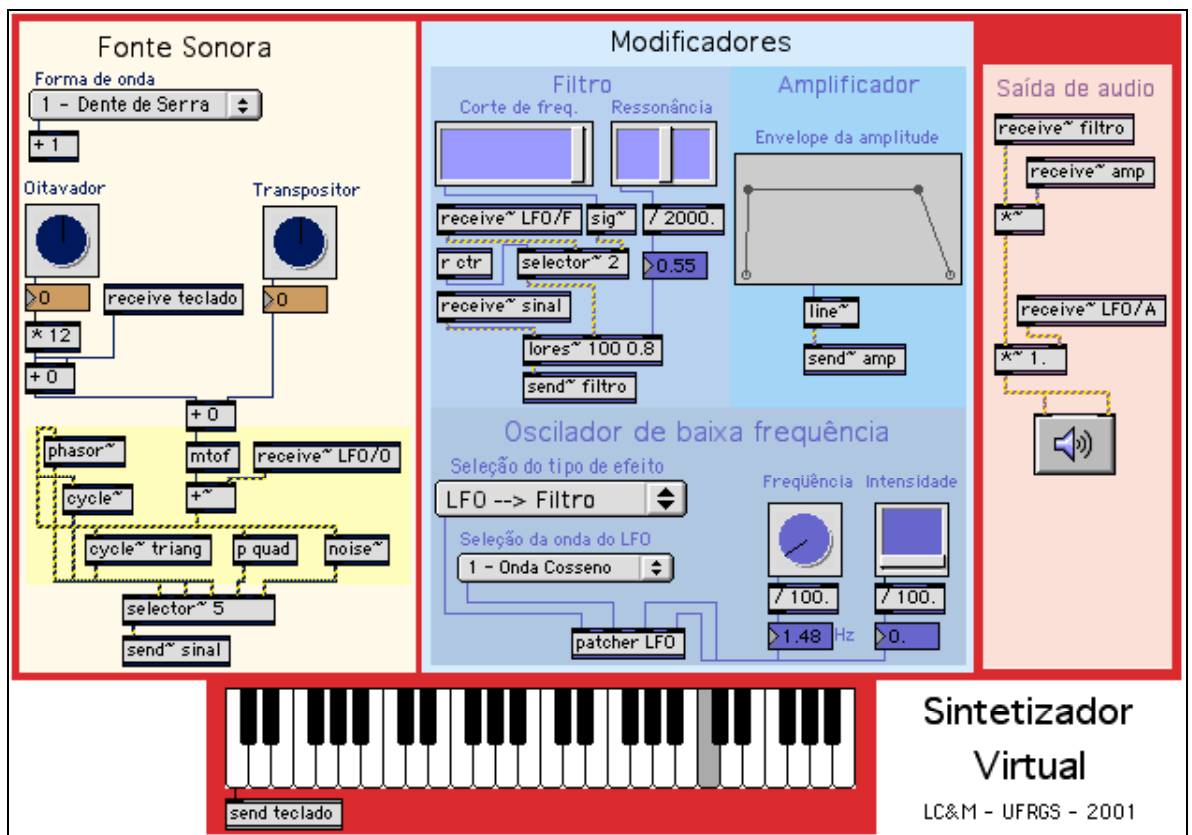 Fonte Sonora
Forma de onda
1 - Dente de Serra
+ 1
Oitavador
Transpositor
0
receive teclado
0
* 12
+ 0
+ 0
phasor~
mtof
receive~ LFO/O
cycle~
+~
cycle~ triang
p quad
noise~
selector~ 5
send~ sinal
Modificadores
Filtro
Corte de freq.
Ressonância
receive~ LFO/F
sig~
/ 2000.
r ctr
selector~ 2
0.55
receive~ sinal
lores~ 100 0.8
send~ filtro
Amplificador
Envelope da amplitude
line~
send~ amp
Oscilador de baixa frequência
Seleção do tipo de efeito
LFO --> Filtro
Seleção da onda do LFO
1 - Onda Cosseno
Freqüência
Intensidade
/ 100.
/ 100.
patcher LFO
1.48 Hz
0.
Saída de audio
receive~ filtro
receive~ amp
*~
receive~ LFO/A
*~ 1.
send teclado
Sintetizador
Virtual
LC&M - UFRGS - 2001